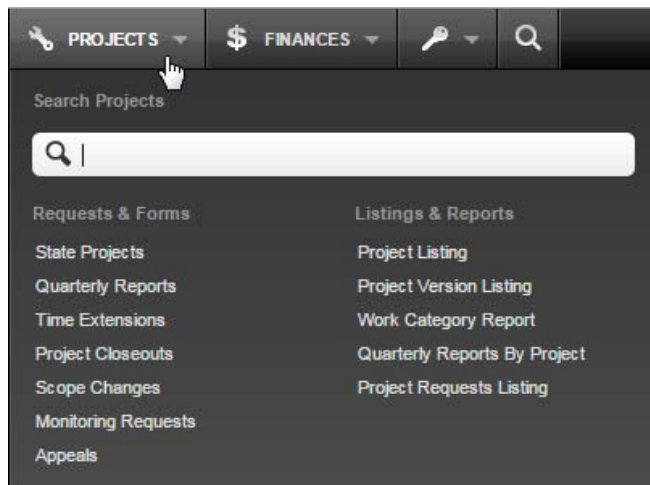 PROJECTS
$ FINANCES
Search Projects
Requests & Forms
State Projects
Quarterly Reports
Time Extensions
Project Closeouts
Scope Changes
Monitoring Requests
Appeals
Listings & Reports
Project Listing
Project Version Listing
Work Category Report
Quarterly Reports By Project
Project Requests Listing